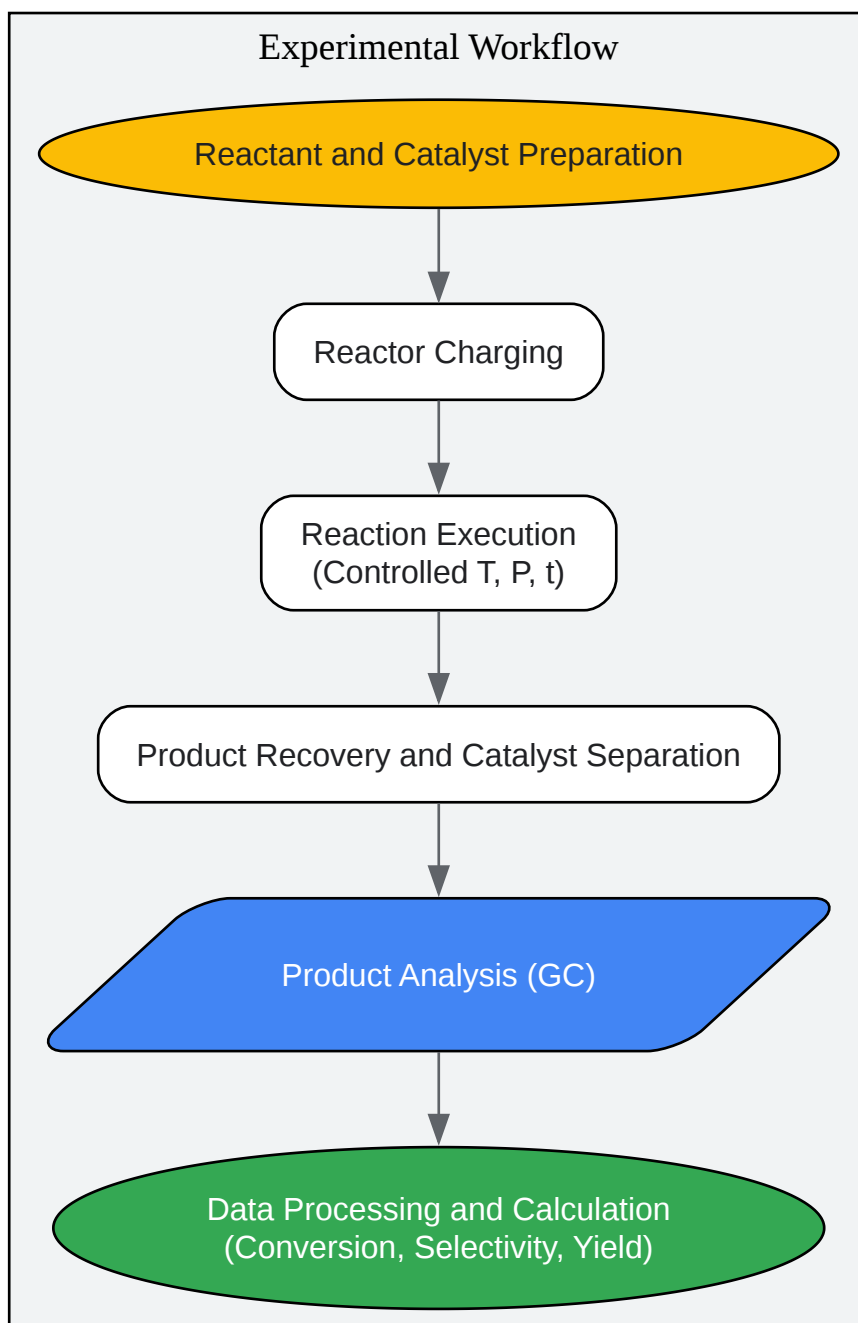 Experimental Workflow
Reactant and Catalyst Preparation
Reactor Charging
Reaction Execution
(Controlled T, P, t)
Product Recovery and Catalyst Separation
Product Analysis (GC)
Data Processing and Calculation
(Conversion, Selectivity, Yield)